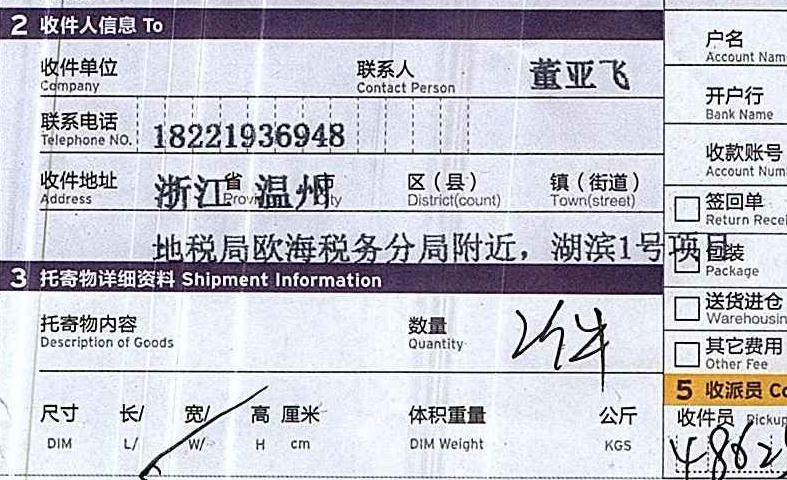 2 收件人信息 To
户名
Account Nam
收件单位 联系人 董亚飞
Company Contact Person
开户行
Bank Name
联系电话 18221936948
Telephone NO.
收款账号
Account Num
收件地址 浙江 省 温州 市 区（县） 镇（街道）
Address District(count) Town(street)
签回单
Return Recei
地税局欧海税务分局附近，湖滨1号项目
包装
Package
3 托寄物详细资料 Shipment Information
送货进仓
Warehousin
托寄物内容 数量
Description of Goods Quantity
其它费用
Other Fee
5 收派员 Co
尺寸 长/ 宽/ 高 厘米 体积重量 公斤
DIM L/ W/ H cm DIM Weight KGS
收件员 Pickup